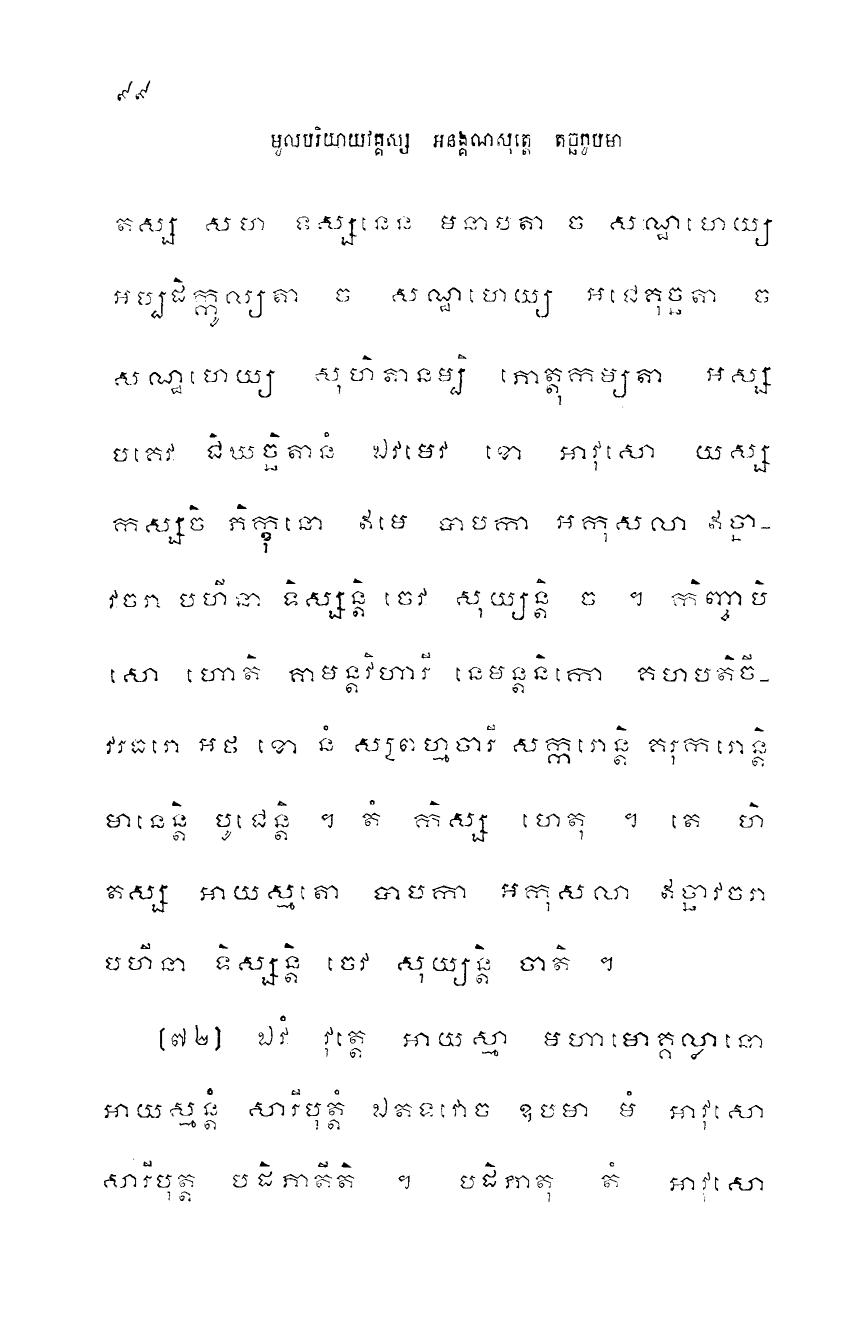 ៩៩
មូលបរិយាយវគ្គស្ស អនង្គណសុត្តេ តច្ឆកូបមា
តស្ស សហ ទស្សនេន មនាបតា ច សណ្ឋហេយ្យ
អប្បដិក្កូល្យតា ច សណ្ឋហេយ្យ អជេគុច្ឆតា ច
សណ្ឋហេយ្យ សុហិតានម្បិ ភោត្តុកម្យតា អស្ស
បគេវ ជិឃច្ឆិតានំ ឯវមេវ ខោ អាវុសោ យស្ស
កស្សចិ ភិក្ខុនោ ឥមេ បាបកា អកុសលា ឥច្ឆា-
វចរា បហីនា ទិស្សន្តិ ចេវ សុយ្យន្តិ ច ។ កិញ្ចាបិ
សោ ហោតិ គាមន្តវិហារី នេមន្តនិកោ គហបតិចី-
វរធរោ អថ ខោ នំ សព្រហ្មចារី សក្ករោន្តិ គរុករោន្តិ
មានេន្តិ បូជេន្តិ ។ តំ កិស្ស ហេតុ ។ តេ ហិ
តស្ស អាយស្មតោ បាបកា អកុសលា ឥច្ឆាវចរា
បហីនា ទិស្សន្តិ ចេវ សុយ្យន្តិ ចាតិ ។
(៧២) ឯវំ វុត្តេ អាយស្មា មហាមោគ្គល្លានោ
អាយស្មន្តំ សារីបុត្តំ ឯតទវោច ឧបមា មំ អាវុសោ
សារីបុត្ត បដិភាតីតិ ។ បដិភាតុ តំ អាវុសោ